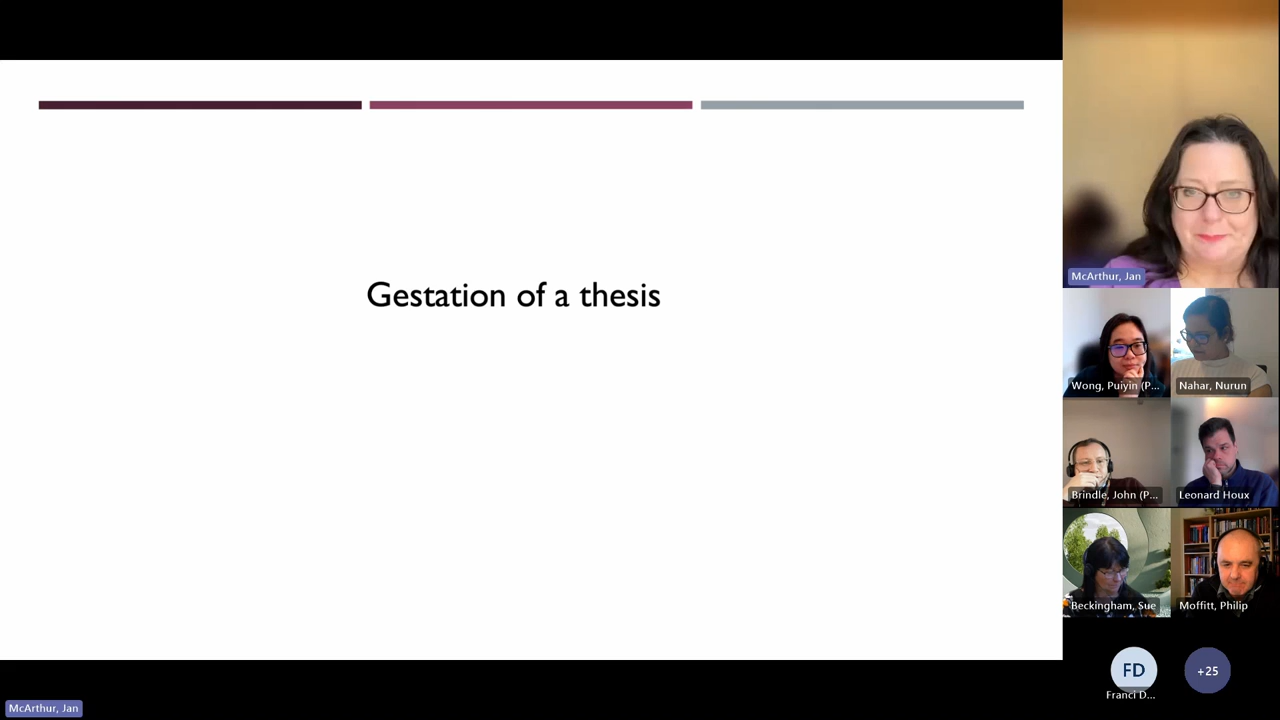 Gestation of a thesis
McArthur, Jan
Wong, Puiyin (P...
Nahar, Nurun
Brindle, John (P...
Leonard Houx
Beckingham, Sue
Moffitt, Philip
FD
+25
Franci D...
McArthur, Jan